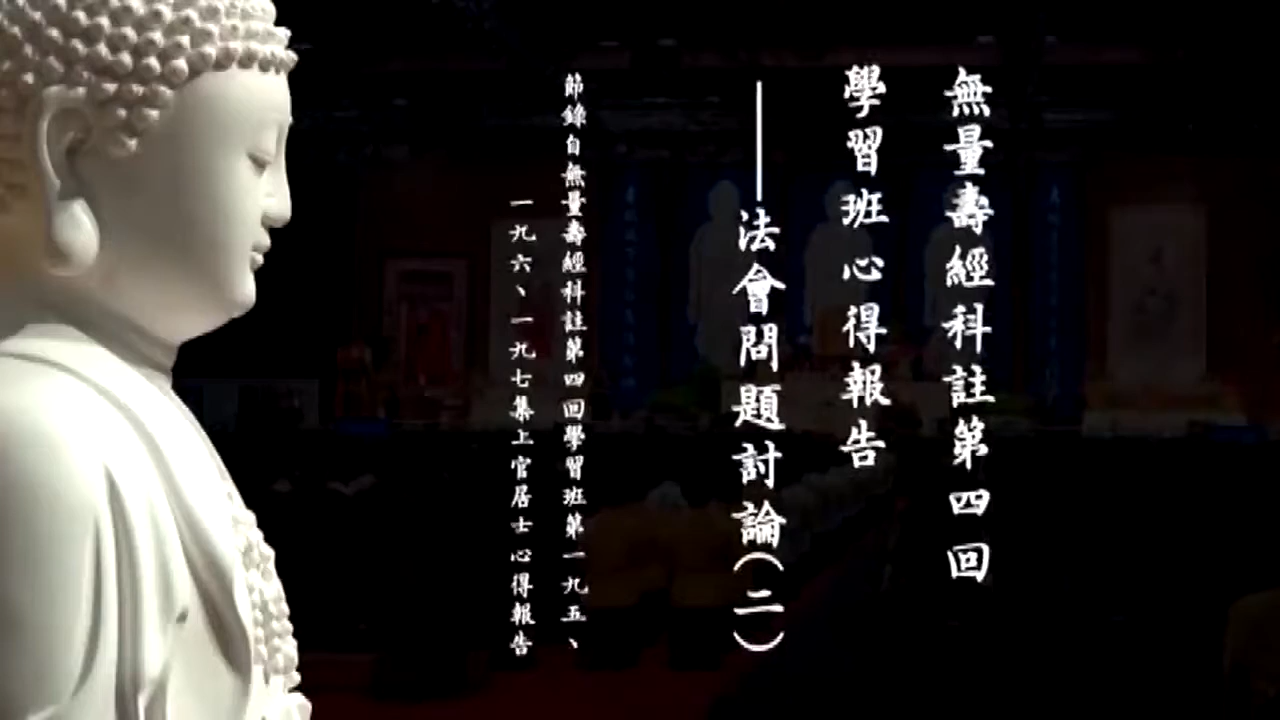 無量壽經科註第四回
學習班心得報告
——法會問題討論(二)
節錄自無量壽經科註第四回學習班第一九五、
一九六、一九七集上官居士心得報告